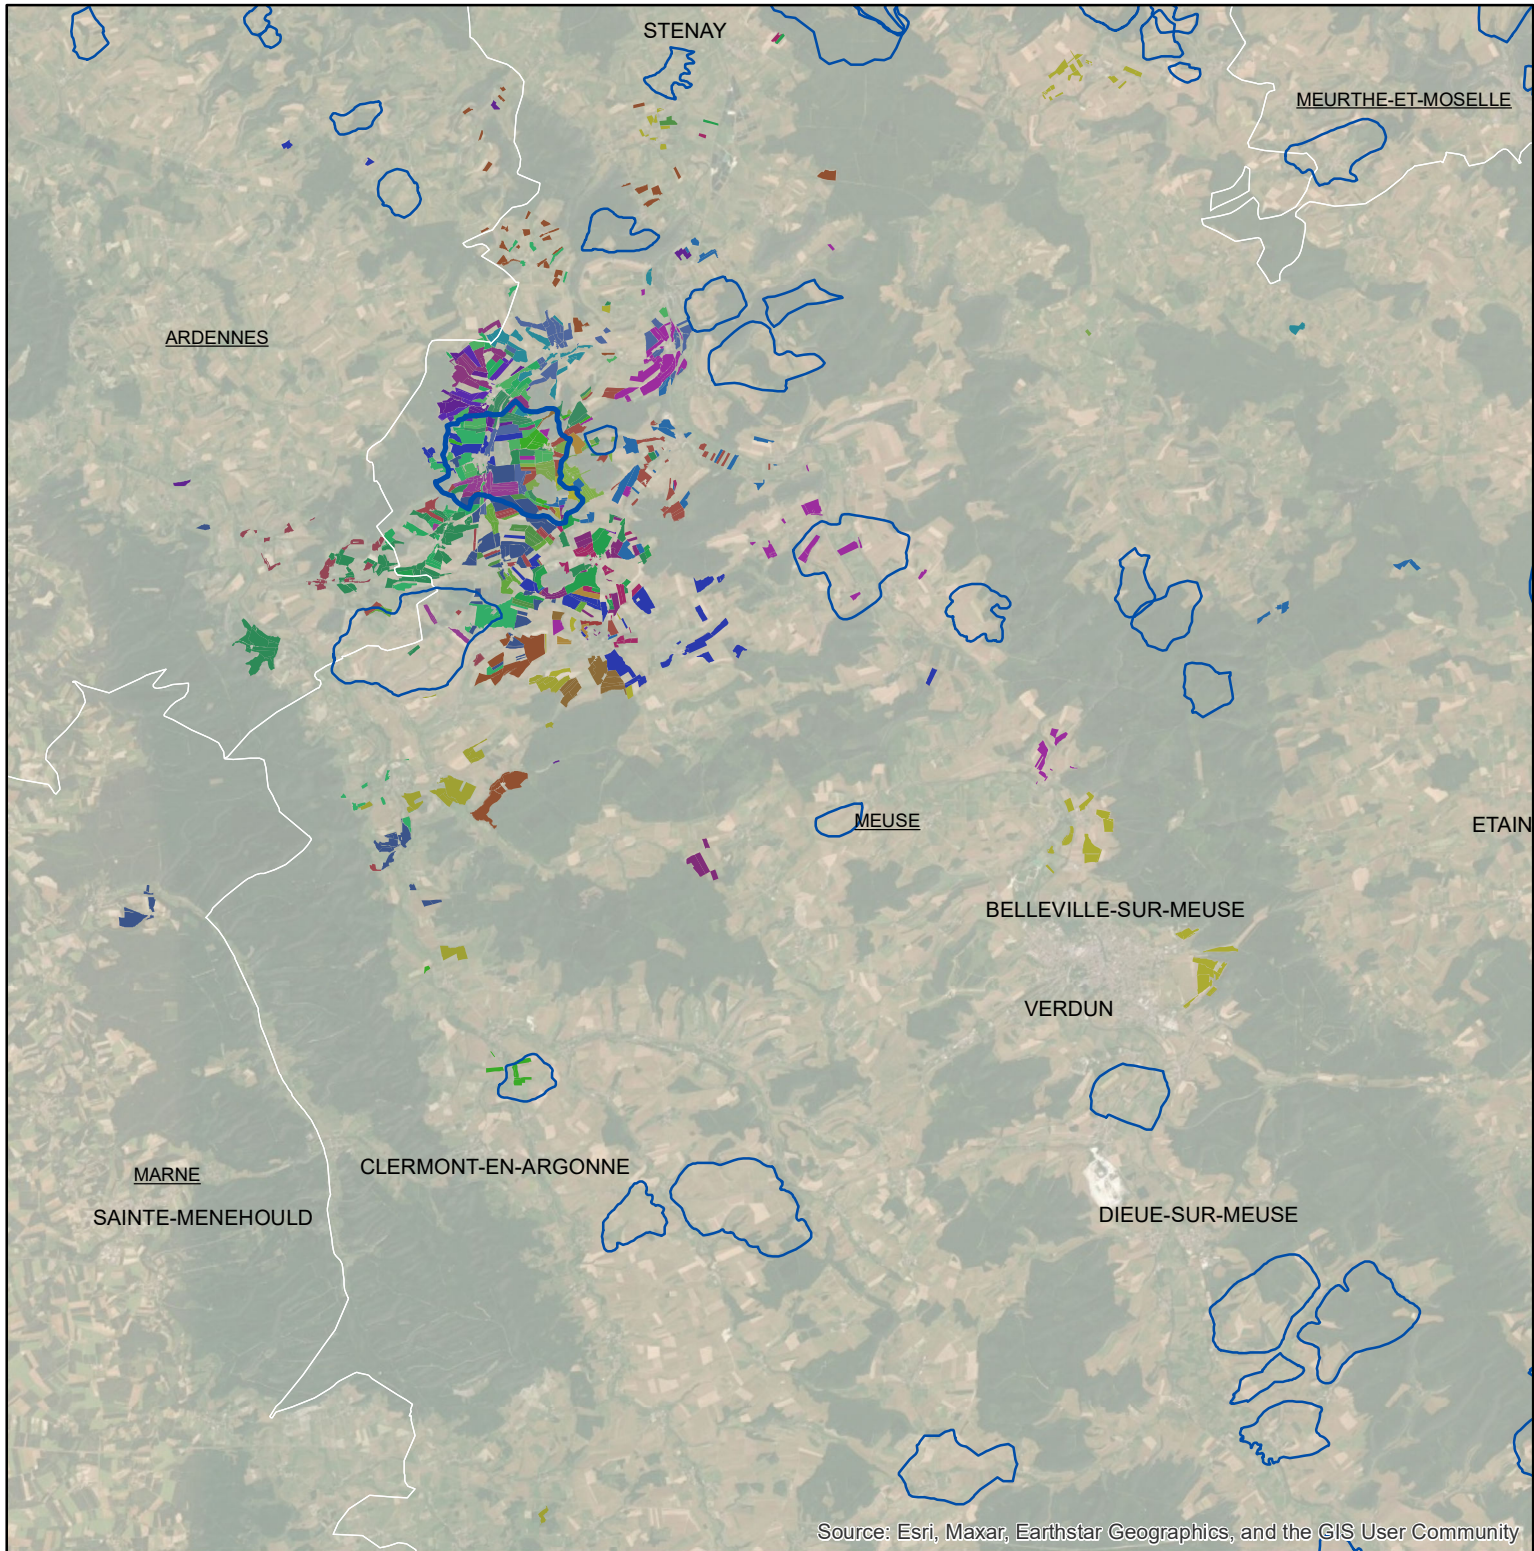 STENAY
MEURTHE-ET-MOSELLE
ARDENNES
MEUSE
ETAIN
BELLEVILLE-SUR-MEUSE
VERDUN
CLERMONT-EN-ARGONNE
MARNE
SAINTE-MENEHOULD
DIEUE-SUR-MEUSE
Source: Esri, Maxar, Earthstar Geographics, and the GIS User Community